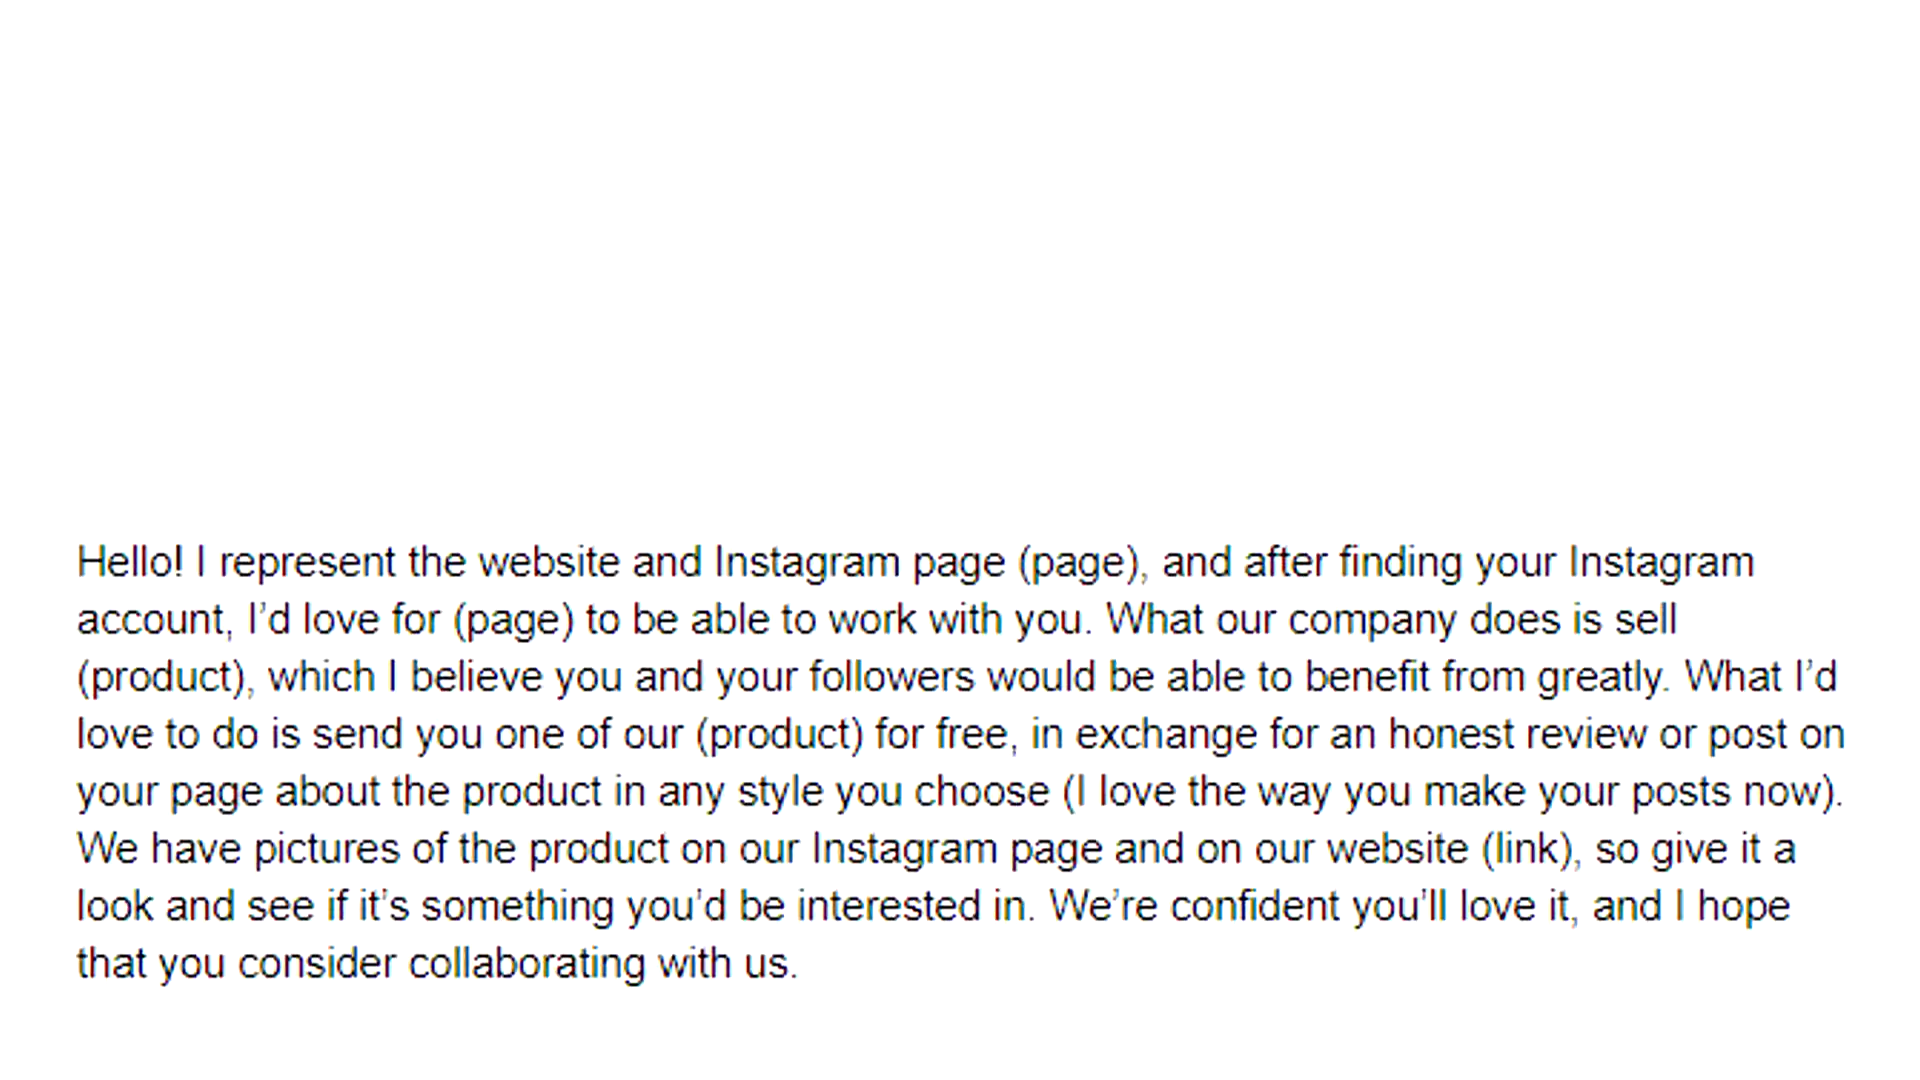 Hello! I represent the website and Instagram page (page), and after finding your Instagram
account, I’d love for (page) to be able to work with you. What our company does is sell
(product), which I believe you and your followers would be able to benefit from greatly. What I’d
love to do is send you one of our (product) for free, in exchange for an honest review or post on
your page about the product in any style you choose (I love the way you make your posts now).
We have pictures of the product on our Instagram page and on our website (link), so give it a
look and see if it’s something you’d be interested in. We’re confident you’ll love it, and I hope
that you consider collaborating with us.